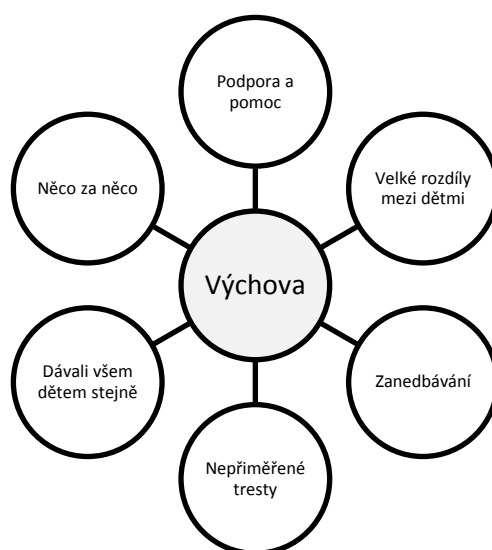 Podpora a
pomoc
Něco za něco
Velké rozdíly
mezi dětmi
Výchova
Dávali všem
dětem stejně
Zanedbávání
Nepřiměřené
tresty